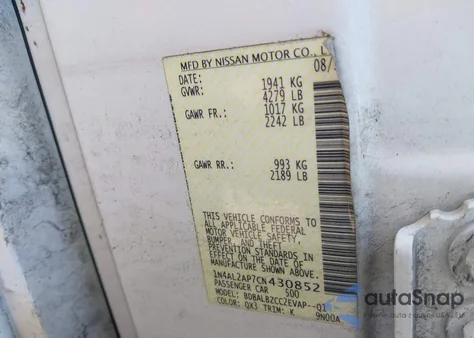 MFD BY NISSAN MOTOR CO., L
DATE: 08/
GVWR: 1941 KG
4279 LB
GAWR FR.: 1017 KG
2242 LB
GAWR RR.: 993 KG
2189 LB
THIS VEHICLE CONFORMS TO
ALL APPLICABLE FEDERAL
MOTOR VEHICLE SAFETY,
BUMPER, AND THEFT
PREVENTION STANDARDS IN
EFFECT ON THE DATE OF
MANUFACTURE SHOWN ABOVE.
1N4AL2AP7CN430852
PASSENGER CAR 500
MODEL: BDBALBZCC2EVAP--Q1
COLOR: QX3 TRIM: K 9N00A
autoSnap